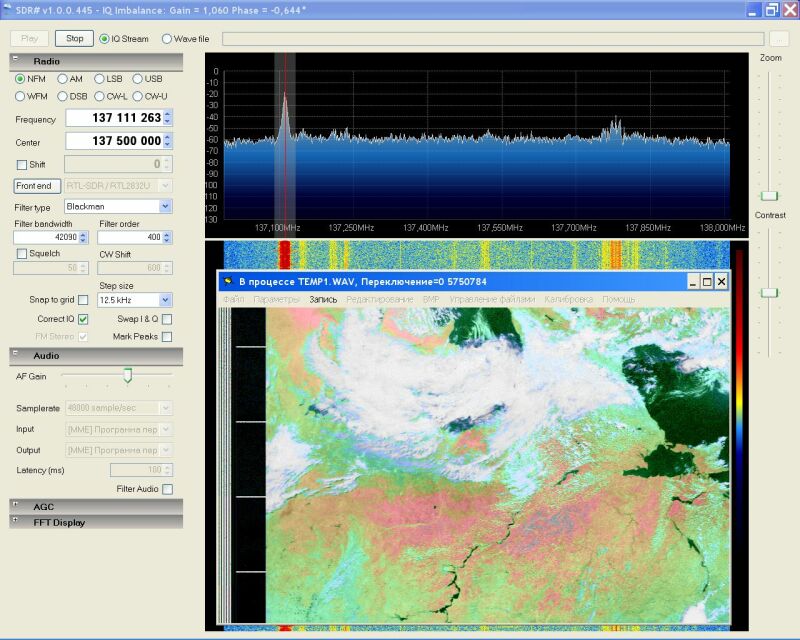 SDR# v1.0.0.445 - IQ Imbalance: Gain = 1,060 Phase = -0,644°
Play Stop IQ Stream Wave file ...
Radio
NFM AM LSB USB
WFM DSB CW-L CW-U
Frequency 137 111 263
Center 137 500 000
Shift 0
Front end RTL-SDR / RTL2832U
Filter type Blackman
Filter bandwidth Filter order
42090 400
Squelch CW Shift
50 600
Step size
Snap to grid 12.5 kHz
Correct IQ Swap I & Q
FM Stereo Mark Peaks
Audio
AF Gain
Samplerate 48000 sample/sec
Input [MME] Програмна пер
Output [MME] Програмна пер
Latency (ms) 100
Filter Audio
AGC
FFT Display
0
-10
-20
-30
-40
-50
-60
-70
-80
-90
100
110
120
130
137,100MHz 137,250MHz 137,400MHz 137,550MHz 137,700MHz 137,850MHz 138,000MHz
Zoom
Contrast
В процессе TEMP1.WAV, Переключение=0 5750784
Файл Параметры Запись Редактирование BMP Управление файлами Калибровка Помощь